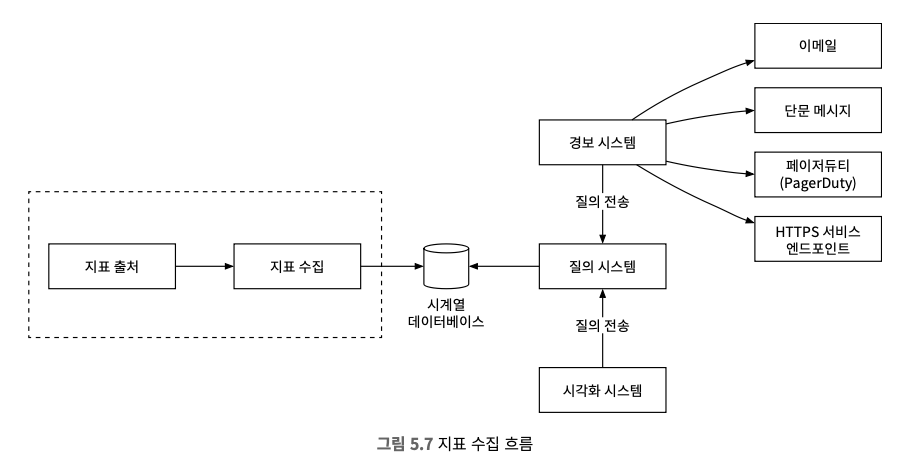 이메일
단문 메시지
경보 시스템
페이저듀티
(PagerDuty)
질의 전송
HTTPS 서비스
엔드포인트
지표 출처
지표 수집
질의 시스템
시계열
데이터베이스
질의 전송
시각화 시스템
그림 5.7 지표 수집 흐름